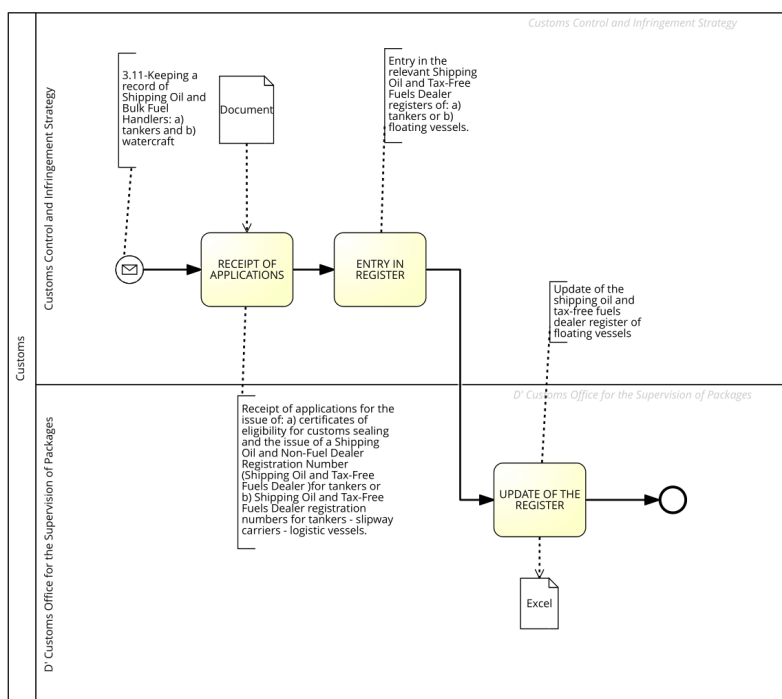 Customs Control and Infringement Strategy
Customs
Customs Control and Infringement Strategy
3.11-Keeping a
record of
Shipping Oil and
Bulk Fuel
Handlers: a)
tankers and b)
watercraft
Document
Entry in the
relevant Shipping
Oil and Tax-Free
Fuels Dealer
registers of: a)
tankers or b)
floating vessels.
RECEIPT OF
APPLICATIONS
ENTRY IN
REGISTER
Update of the
shipping oil and
tax-free fuels
dealer register of
floating vessels
D' Customs Office for the Supervision of Packages
D' Customs Office for the Supervision of Packages
Receipt of applications for the
issue of: a) certificates of
eligibility for customs sealing
and the issue of a Shipping
Oil and Non-Fuel Dealer
Registration Number
(Shipping Oil and Tax-Free
Fuels Dealer )for tankers or
b) Shipping Oil and Tax-Free
Fuels Dealer registration
numbers for tankers - slipway
carriers - logistic vessels.
UPDATE OF THE
REGISTER
Excel